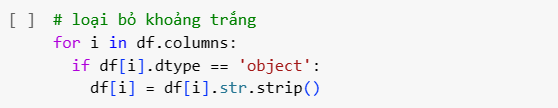 [ ] # loại bỏ khoảng trắng
for i in df.columns:
  if df[i].dtype == 'object':
    df[i] = df[i].str.strip()